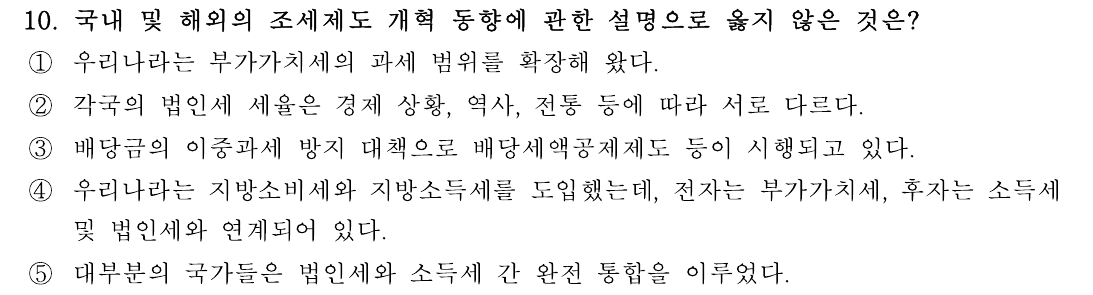 10. 국내 및 해외의 조세제도 개혁 동향에 관한 설명으로 옳지 않은 것은?
① 우리나라는 부가가치세의 과세 범위를 확장해 왔다.
② 각국의 법인세 세율은 경제 상황, 역사, 전통 등에 따라 서로 다르다.
③ 배당금의 이중과세 방지 대책으로 배당세액공제제도 등이 시행되고 있다.
④ 우리나라는 지방소비세와 지방소득세를 도입했는데, 전자는 부가가치세, 후자는 소득세
및 법인세와 연계되어 있다.
⑤ 대부분의 국가들은 법인세와 소득세 간 완전 통합을 이루었다.